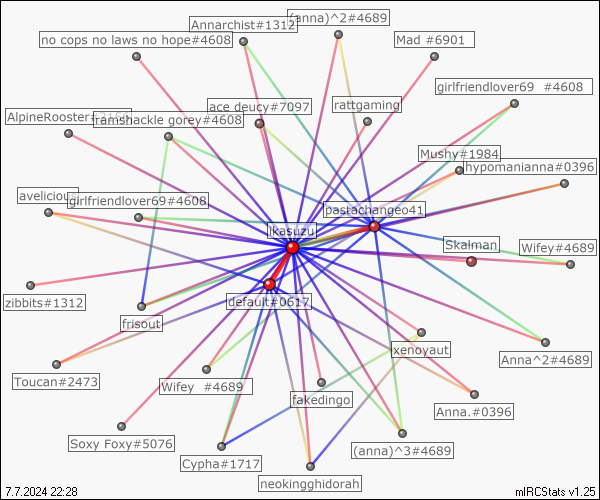 (anna)^2#4689
Annarchist#1312
no cops no laws no hope#4608
Mad #6901
girlfriendlover69 #4608
ace deucy#7097
rattgaming
AlpineRooster
ramshackle gorey#4608
Mushy#1984
hypomanianna#0396
avelicious
girlfriendlover69#4608
pastachangeo41
ikasuzu
Skalman
Wifey#4689
zibbits#1312
default#0617
frisout
xenoyaut
Anna^2#4689
Toucan#2473
Wifey #4689
fakedingo
Anna.#0396
Soxy Foxy#5076
(anna)^3#4689
Cypha#1717
neokingghidorah
7.7.2024 22:28
mIRCStats v1.25